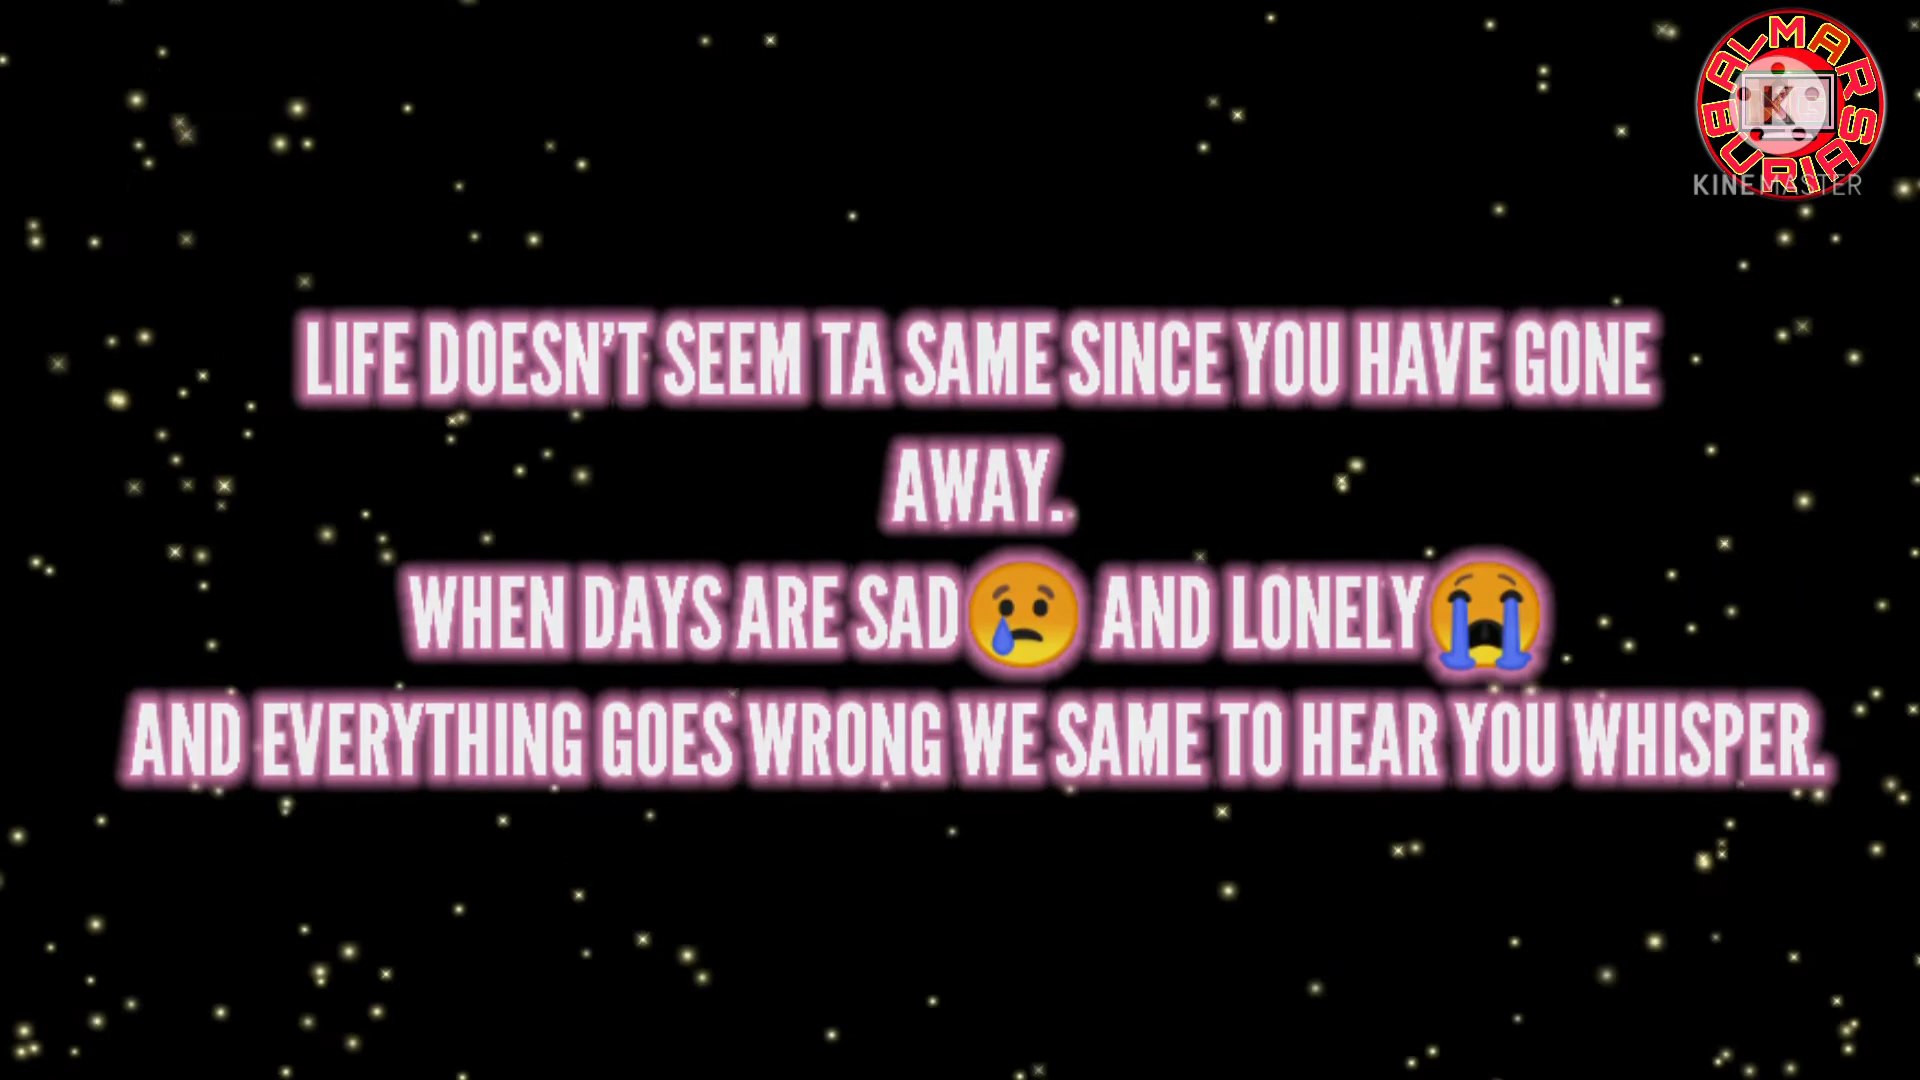 BALMARSA
BURIAS
K
KINEMASTER
LIFE DOESN’T SEEM TA SAME SINCE YOU HAVE GONE
AWAY.
WHEN DAYS ARE SAD😢 AND LONELY😭
AND EVERYTHING GOES WRONG WE SAME TO HEAR YOU WHISPER.